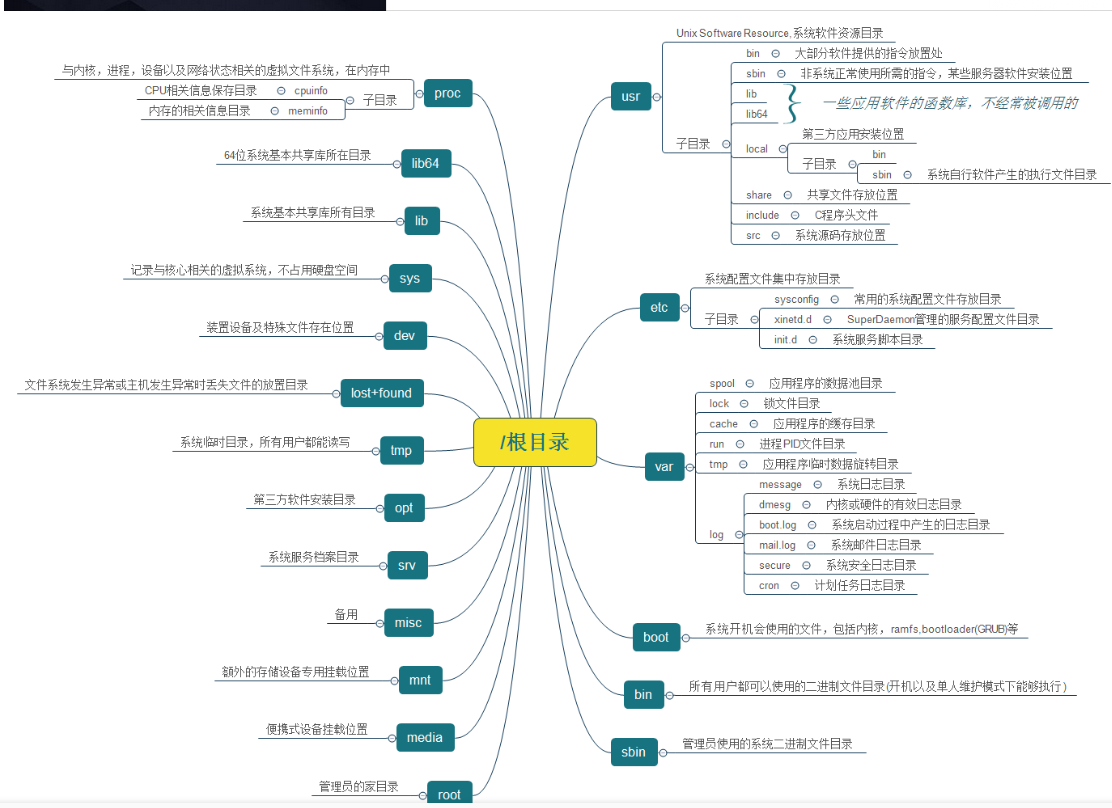 /根目录
proc
与内核，进程，设备以及网络状态相关的虚拟文件系统，在内存中
子目录
cpuinfo
CPU相关信息保存目录
meminfo
内存的相关信息目录
lib64
64位系统基本共享库所在目录
lib
系统基本共享库所有目录
sys
记录与核心相关的虚拟系统，不占用硬盘空间
dev
装置设备及特殊文件存在位置
lost+found
文件系统发生异常或主机发生异常时丢失文件的放置目录
tmp
系统临时目录，所有用户都能读写
opt
第三方软件安装目录
srv
系统服务档案目录
misc
备用
mnt
额外的存储设备专用挂载位置
media
便携式设备挂载位置
root
管理员的家目录
usr
Unix Software Resource,系统软件资源目录
子目录
bin
大部分软件提供的指令放置处
sbin
非系统正常使用所需的指令，某些服务器软件安装位置
lib
lib64
一些应用软件的函数库，不经常被调用的
local
第三方应用安装位置
子目录
bin
sbin
系统自行软件产生的执行文件目录
share
共享文件存放位置
include
C程序头文件
src
系统源码存放位置
etc
系统配置文件集中存放目录
子目录
sysconfig
常用的系统配置文件存放目录
xinetd.d
SuperDaemon管理的服务配置文件目录
init.d
系统服务脚本目录
var
spool
应用程序的数据池目录
lock
锁文件目录
cache
应用程序的缓存目录
run
进程PID文件目录
tmp
应用程序临时数据旋转目录
log
message
系统日志目录
dmesg
内核或硬件的有效日志目录
boot.log
系统启动过程中产生的日志目录
mail.log
系统邮件日志目录
secure
系统安全日志目录
cron
计划任务日志目录
boot
系统开机会使用的文件，包括内核，ramfs,bootloader(GRUB)等
bin
所有用户都可以使用的二进制文件目录(开机以及单人维护模式下能够执行)
sbin
管理员使用的系统二进制文件目录